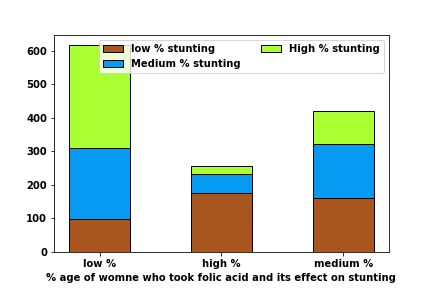 600
500
400
300
200
100
0
low % stunting
Medium % stunting
High % stunting
low %
high %
medium %
% age of womne who took folic acid and its effect on stunting